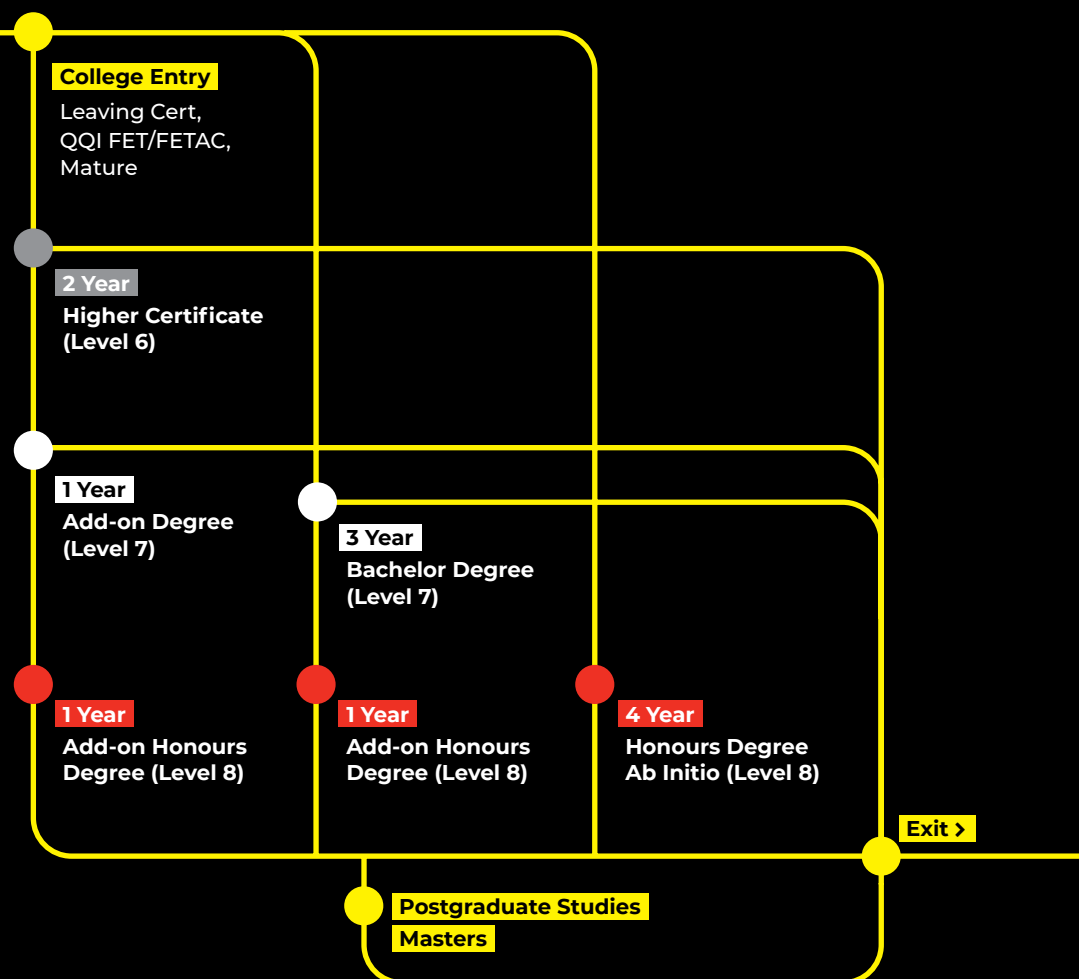 College Entry
Leaving Cert,
QQI FET/FETAC,
Mature
2 Year
Higher Certificate
(Level 6)
1 Year
Add-on Degree
(Level 7)
3 Year
Bachelor Degree
(Level 7)
1 Year
Add-on Honours
Degree (Level 8)
1 Year
Add-on Honours
Degree (Level 8)
4 Year
Honours Degree
Ab Initio (Level 8)
Exit >
Postgraduate Studies
Masters